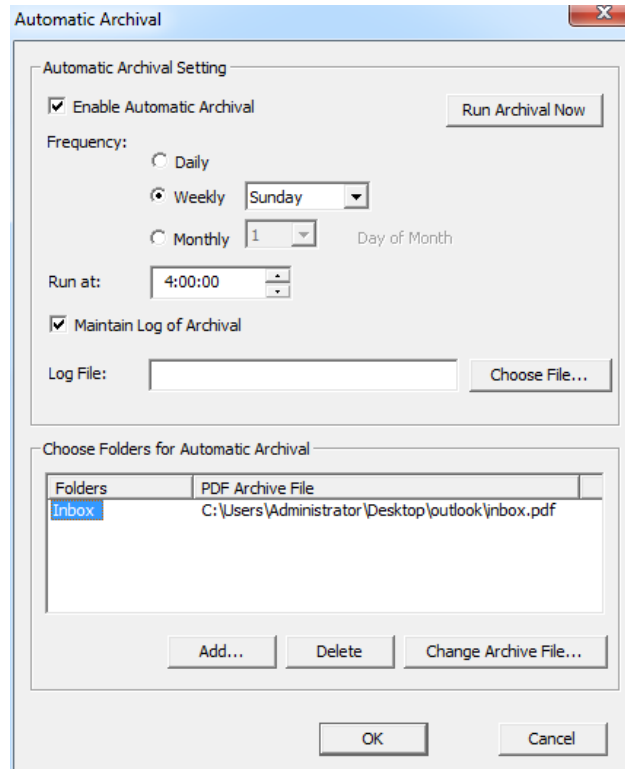 Automatic Archival
Automatic Archival Setting
Enable Automatic Archival
Run Archival Now
Frequency:
Daily
Weekly Sunday
Monthly 1 Day of Month
Run at: 4:00:00
Maintain Log of Archival
Log File: Choose File...
Choose Folders for Automatic Archival
Folders PDF Archive File
Inbox C:\Users\Administrator\Desktop\outlook\inbox.pdf
Add... Delete Change Archive File...
OK Cancel